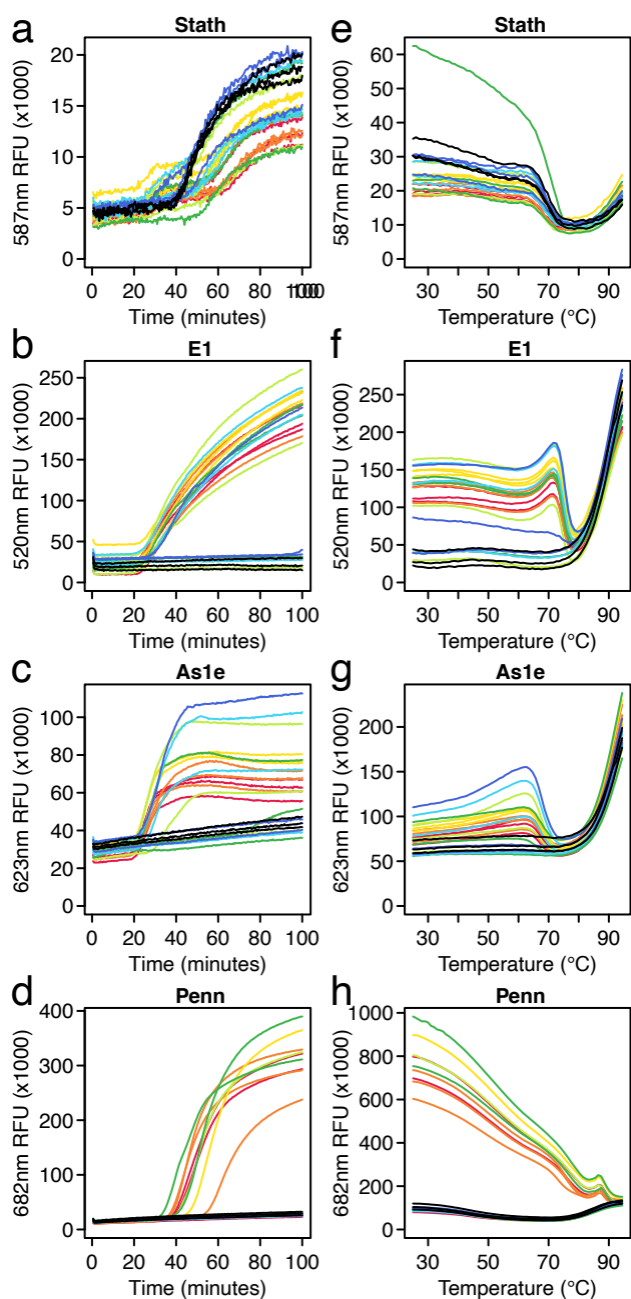 a Stath
587nm RFU (x1000)
20
15
10
5
0
0 20 40 60 80 100
Time (minutes)
e Stath
587nm RFU (x1000)
60
50
40
30
20
10
0
30 50 70 90
Temperature (°C)
b E1
520nm RFU (x1000)
250
200
150
100
50
0
0 20 40 60 80 100
Time (minutes)
f E1
520nm RFU (x1000)
250
200
150
100
50
0
30 50 70 90
Temperature (°C)
c As1e
623nm RFU (x1000)
100
80
60
40
20
0
0 20 40 60 80 100
Time (minutes)
g As1e
623nm RFU (x1000)
200
150
100
50
0
30 50 70 90
Temperature (°C)
d Penn
682nm RFU (x1000)
400
300
200
100
0
0 20 40 60 80 100
Time (minutes)
h Penn
682nm RFU (x1000)
1000
800
600
400
200
0
30 50 70 90
Temperature (°C)